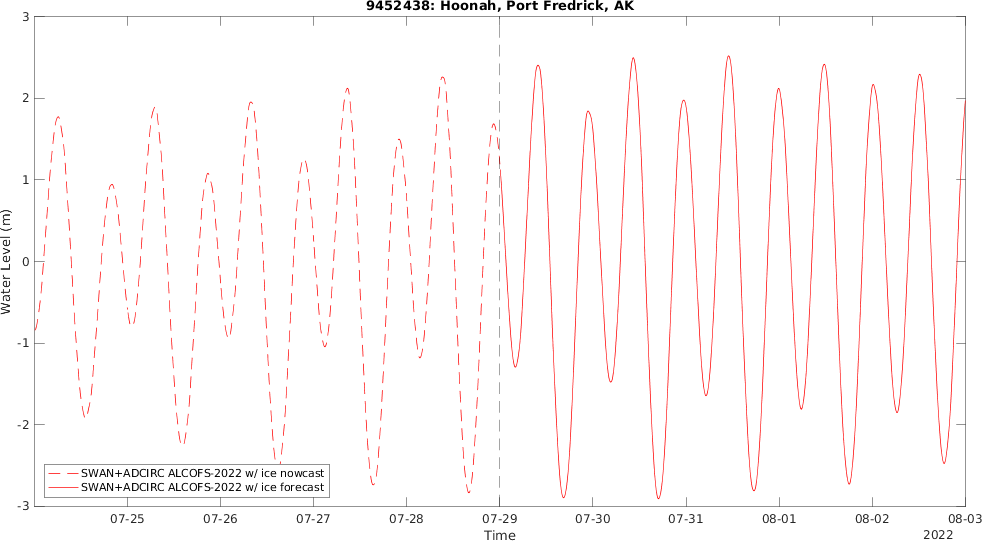 9452438: Hoonah, Port Fredrick, AK
3
2
1
0
-1
-2
-3
Water Level (m)
SWAN+ADCIRC ALCOFS-2022 w/ ice nowcast
SWAN+ADCIRC ALCOFS-2022 w/ ice forecast
07-25 07-26 07-27 07-28 07-29 07-30 07-31 08-01 08-02 08-03
Time
2022